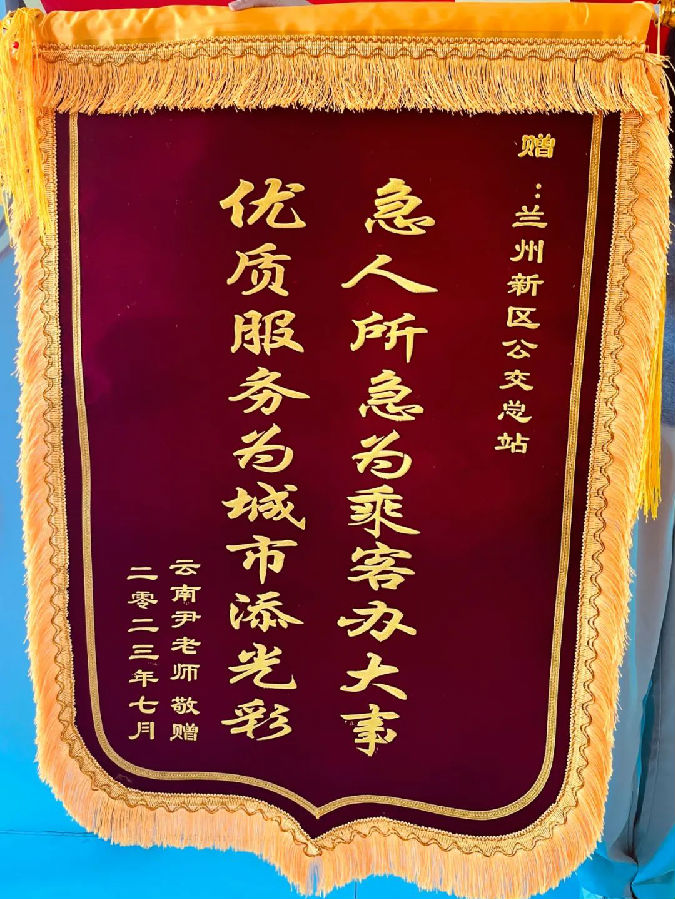 赠：兰州新区公交总站
急人所急为乘客办大事
优质服务为城市添光彩
云南尹老师敬赠
二零二三年七月